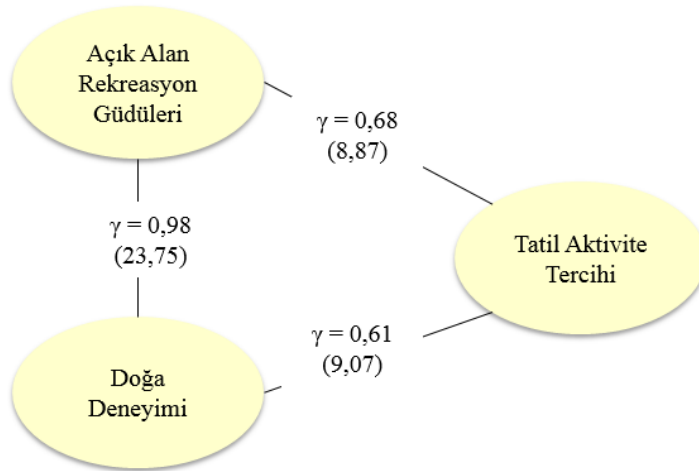 Açık Alan
Rekreasyon
Güdüleri
γ = 0,68
(8,87)
γ = 0,98
(23,75)
Tatil Aktivite
Tercihi
γ = 0,61
(9,07)
Doğa
Deneyimi